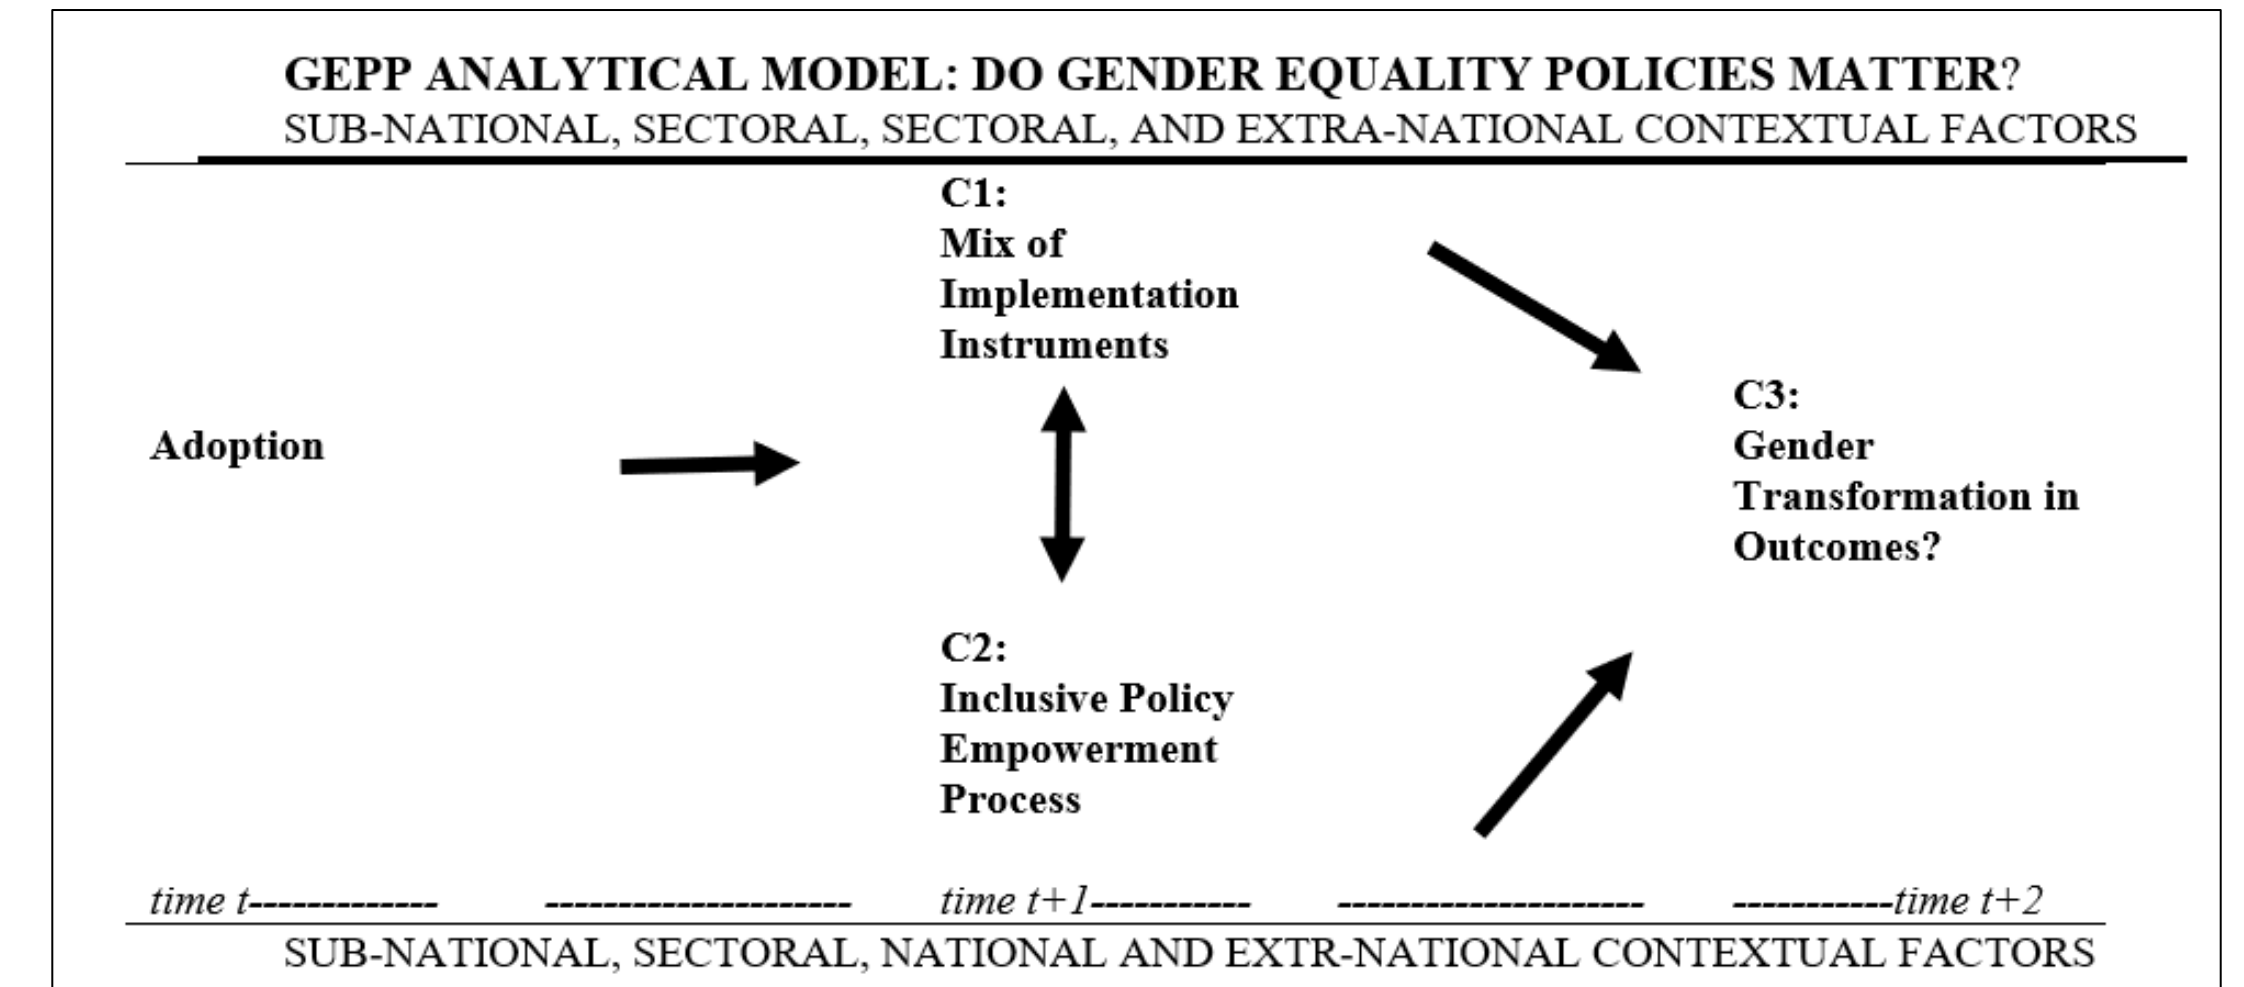 GEPP ANALYTICAL MODEL: DO GENDER EQUALITY POLICIES MATTER?
SUB-NATIONAL, SECTORAL, SECTORAL, AND EXTRA-NATIONAL CONTEXTUAL FACTORS
C1:
Mix of
Implementation
Instruments
Adoption
C3:
Gender
Transformation in
Outcomes?
C2:
Inclusive Policy
Empowerment
Process
time t------------- --------------------- time t+1----------- --------------------- -----------time t+2
SUB-NATIONAL, SECTORAL, NATIONAL AND EXTR-NATIONAL CONTEXTUAL FACTORS